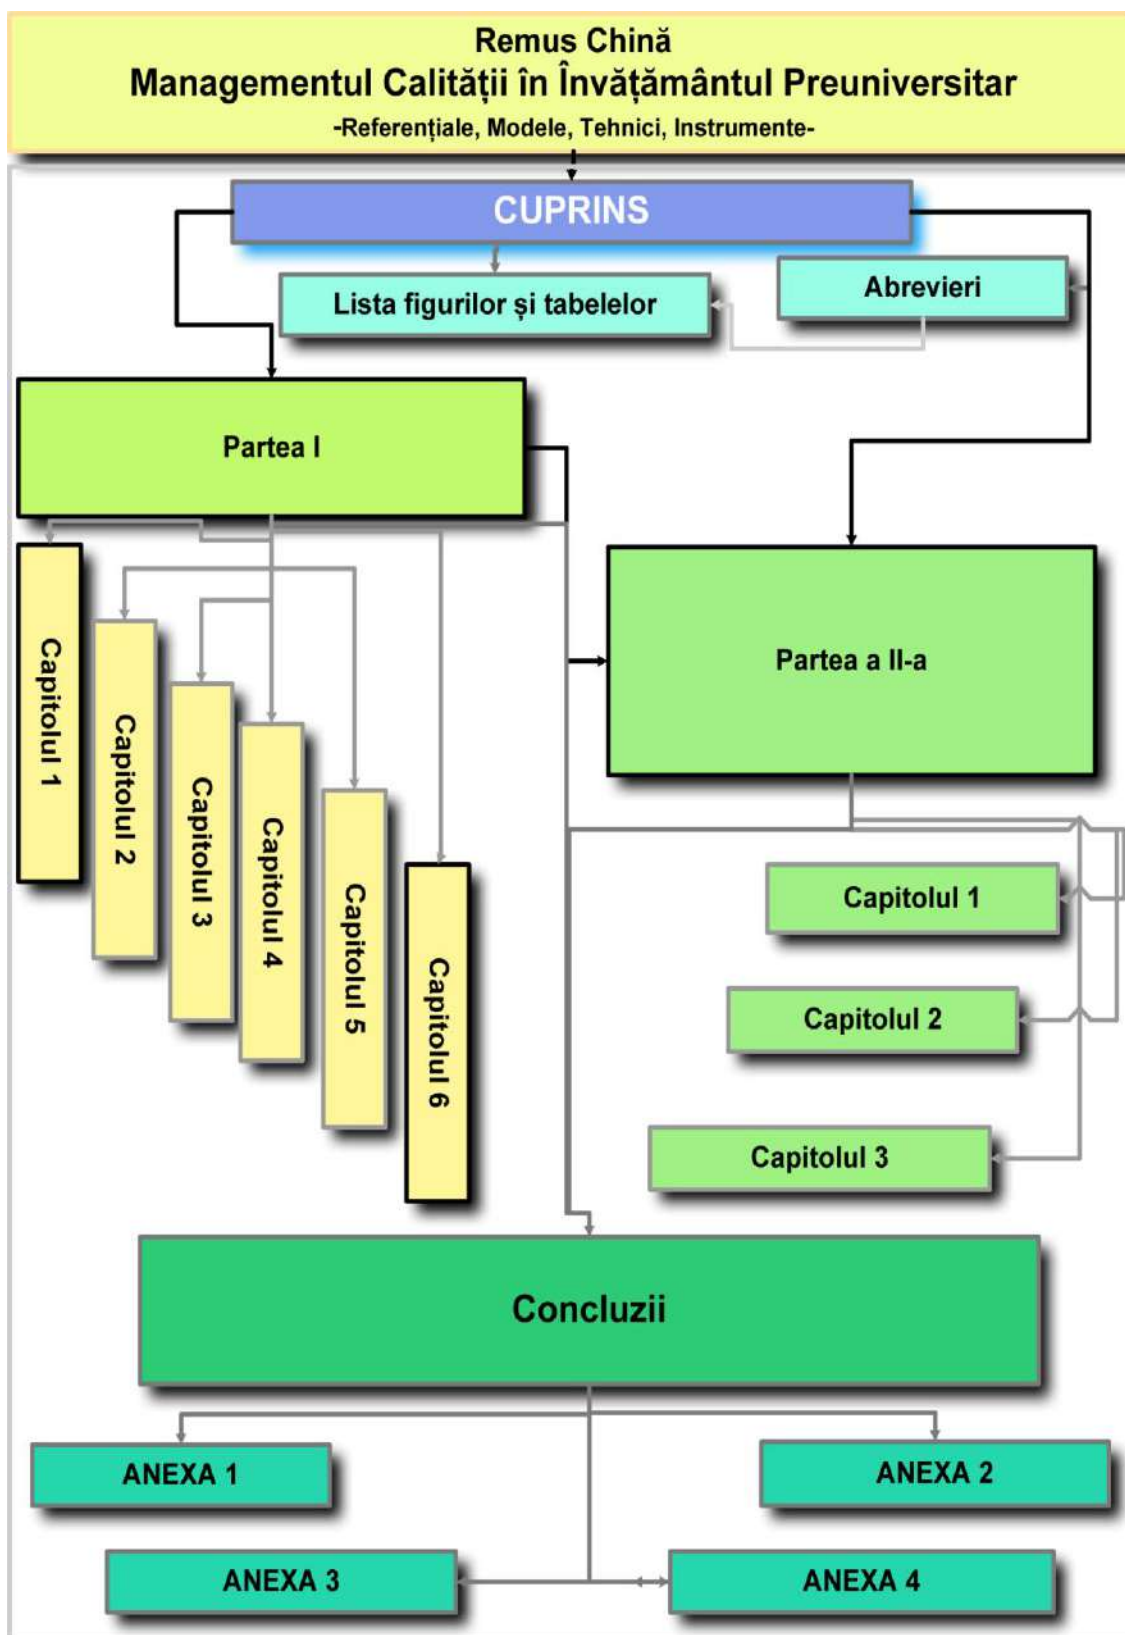 Remus Chină
Managementul Calității în Învățământul Preuniversitar
-Referențiale, Modele, Tehnici, Instrumente-
CUPRINS
Lista figurilor și tabelelor
Abrevieri
Partea I
Partea a II-a
Capitolul 1
Capitolul 2
Capitolul 3
Capitolul 4
Capitolul 5
Capitolul 6
Capitolul 1
Capitolul 2
Capitolul 3
Concluzii
ANEXA 1
ANEXA 2
ANEXA 3
ANEXA 4